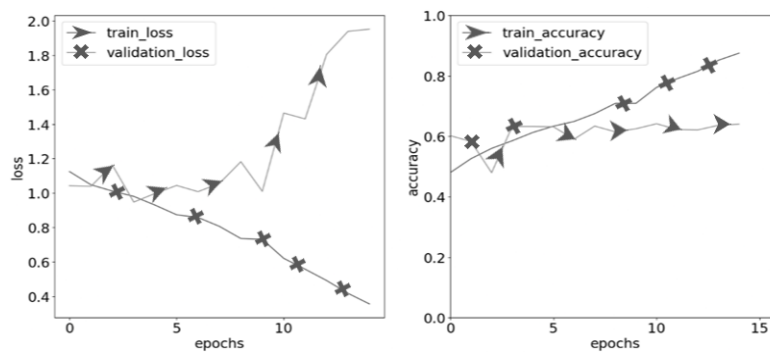 train_loss
validation_loss
2.0
1.8
1.6
1.4
1.2
1.0
0.8
0.6
0.4
loss
0
5
10
epochs
train_accuracy
validation_accuracy
1.0
0.8
0.6
0.4
0.2
0.0
accuracy
0
5
10
15
epochs